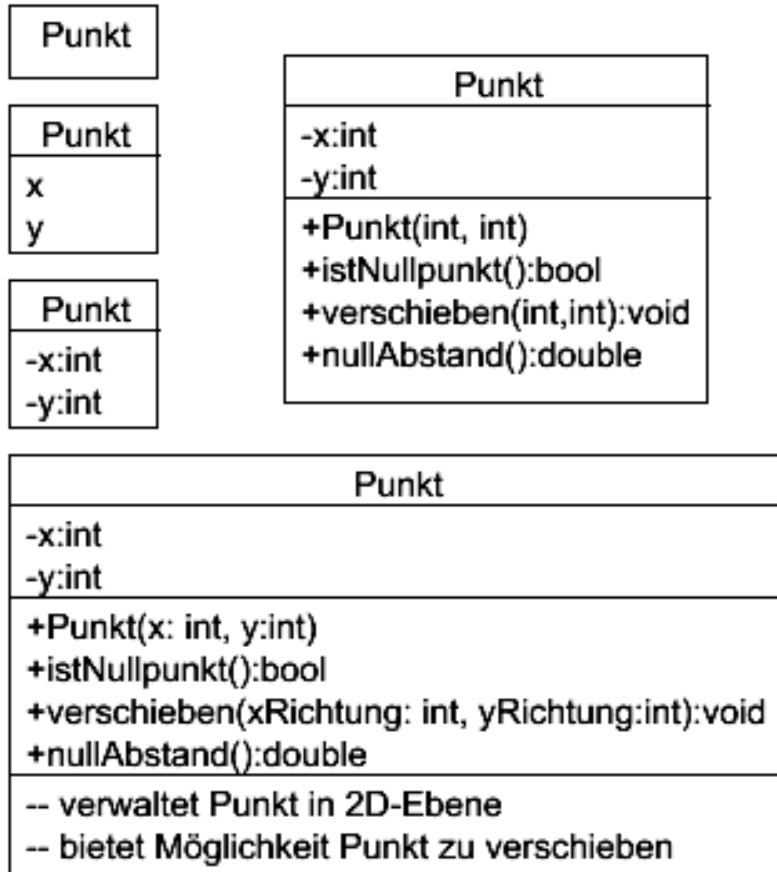 Punkt
Punkt
x
y
Punkt
-x:int
-y:int
Punkt
-x:int
-y:int
+Punkt(int, int)
+istNullpunkt():bool
+verschieben(int,int):void
+nullAbstand():double
Punkt
-x:int
-y:int
+Punkt(x: int, y:int)
+istNullpunkt():bool
+verschieben(xRichtung: int, yRichtung:int):void
+nullAbstand():double
-- verwaltet Punkt in 2D-Ebene
-- bietet Möglichkeit Punkt zu verschieben